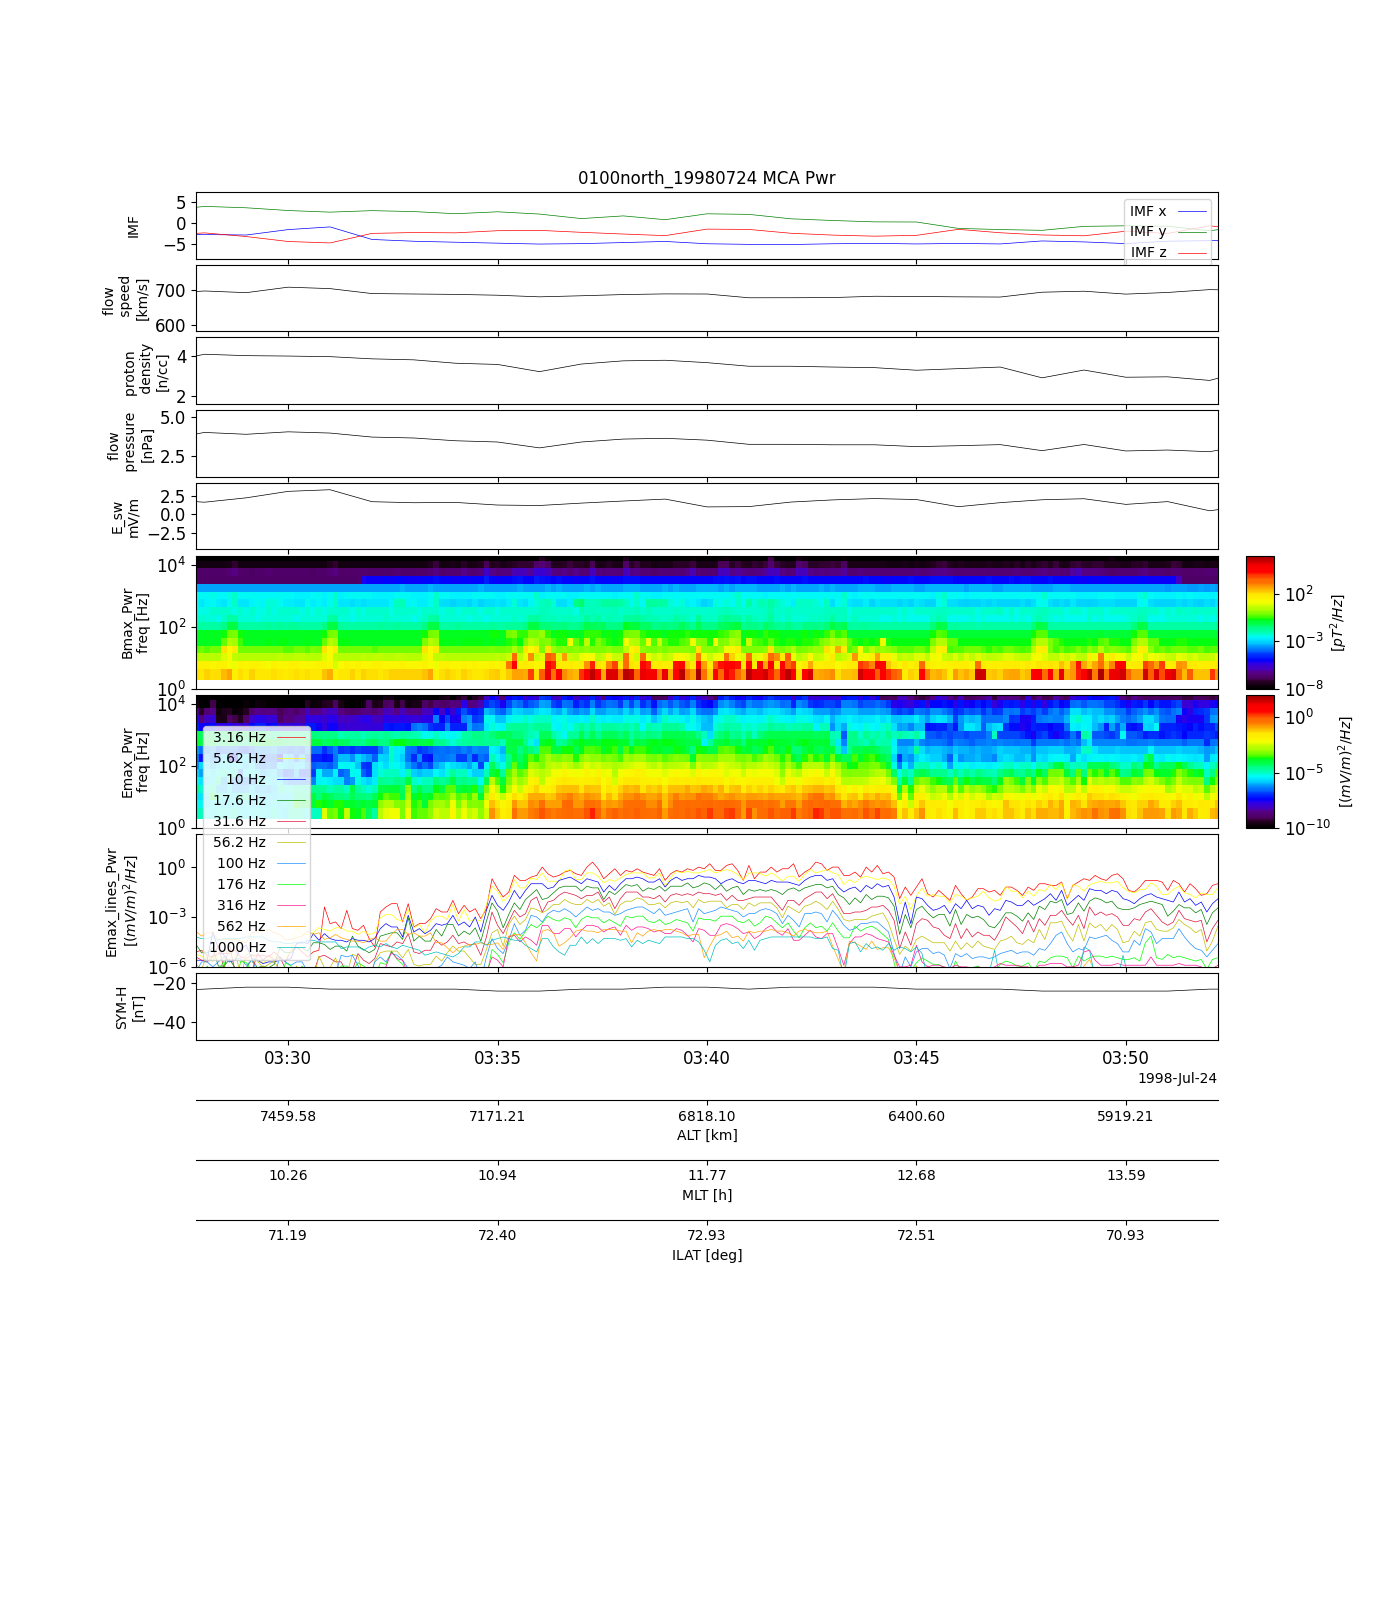 0100north_19980724 MCA Pwr
IMF
5
0
−5
IMF x
IMF y
IMF z
flow
speed
[km/s]
700
600
proton
density
[n/cc]
4
2
flow
pressure
[nPa]
5.0
2.5
E_sw
mV/m
2.5
0.0
−2.5
Bmax_Pwr
freq [Hz]
10^4
10^2
10^0
10^2
10^−3
10^−8
[pT^2/Hz]
Emax_Pwr
freq [Hz]
10^4
10^2
10^0
10^0
10^−5
10^−10
[(mV/m)^2/Hz]
3.16 Hz
5.62 Hz
10 Hz
17.6 Hz
31.6 Hz
56.2 Hz
100 Hz
176 Hz
316 Hz
562 Hz
1000 Hz
Emax_lines_Pwr
[(mV/m)^2/Hz]
10^0
10^−3
10^−6
SYM-H
[nT]
−20
−40
03:30 03:35 03:40 03:45 03:50
1998-Jul-24
7459.58 7171.21 6818.10 6400.60 5919.21
ALT [km]
10.26 10.94 11.77 12.68 13.59
MLT [h]
71.19 72.40 72.93 72.51 70.93
ILAT [deg]